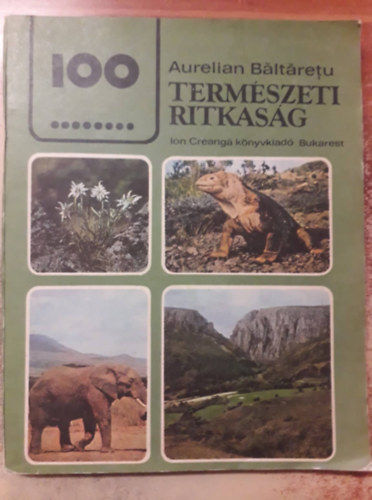 100
Aurelian Băltărețu
TERMÉSZETI
RITKASÁG
Ion Creangă könyvkiadó Bukarest